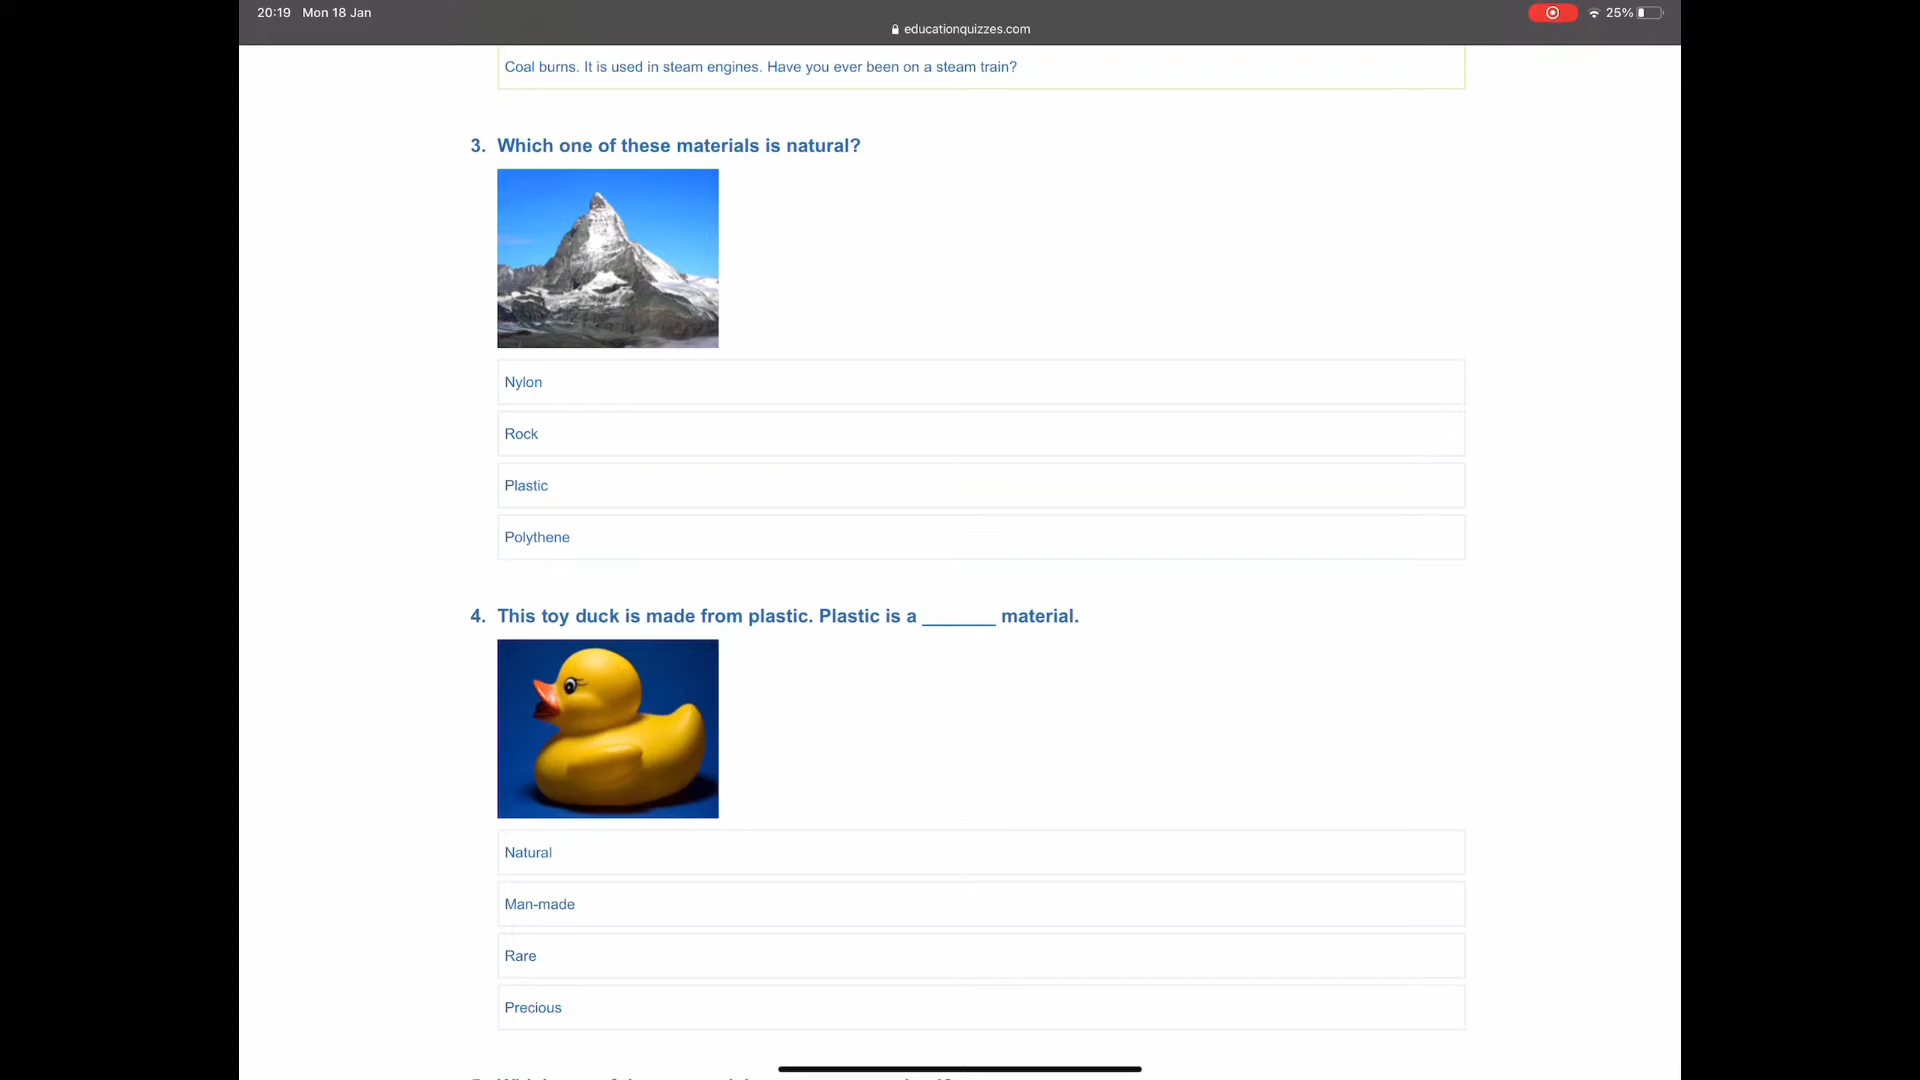 20:19 Mon 18 Jan
25%
educationquizzes.com
Coal burns. It is used in steam engines. Have you ever been on a steam train?
3. Which one of these materials is natural?
Nylon
Rock
Plastic
Polythene
4. This toy duck is made from plastic. Plastic is a _______ material.
Natural
Man-made
Rare
Precious